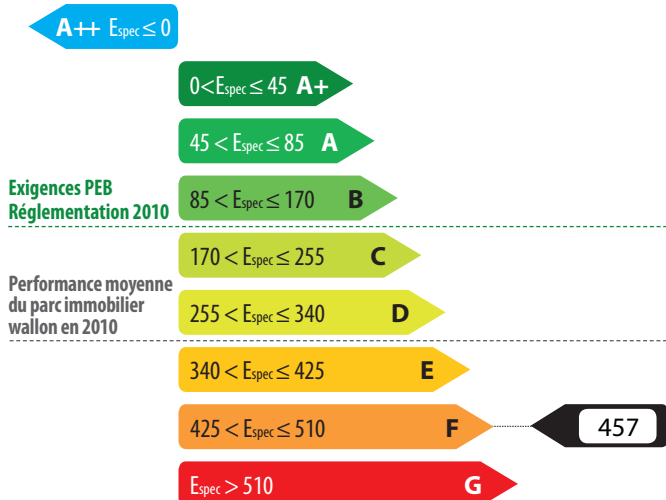 A++ Espec ≤ 0
0<Espec ≤ 45 A+
45 < Espec ≤ 85 A
Exigences PEB
Réglementation 2010
85 < Espec ≤ 170 B
170 < Espec ≤ 255 C
Performance moyenne
du parc immobilier
wallon en 2010
255 < Espec ≤ 340 D
340 < Espec ≤ 425 E
425 < Espec ≤ 510 F
457
Espec > 510 G